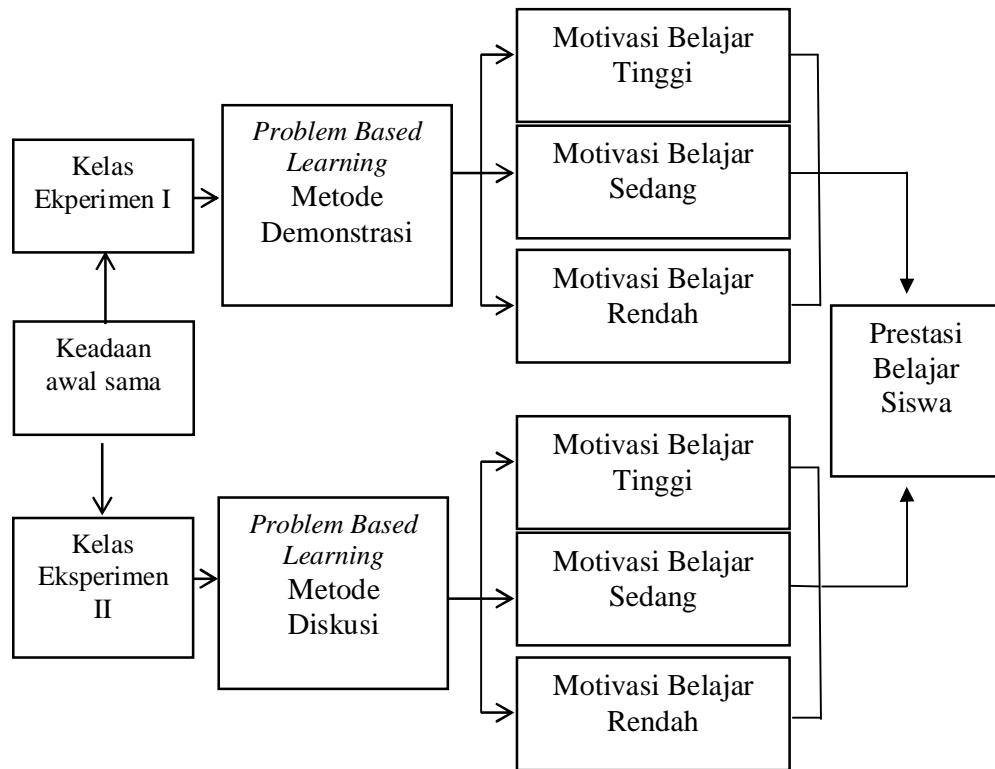 Kelas
Ekperimen I
Problem Based
Learning
Metode
Demonstrasi
Motivasi Belajar
Tinggi
Motivasi Belajar
Sedang
Motivasi Belajar
Rendah
Keadaan
awal sama
Prestasi
Belajar
Siswa
Kelas
Eksperimen
II
Problem Based
Learning
Metode
Diskusi
Motivasi Belajar
Tinggi
Motivasi Belajar
Sedang
Motivasi Belajar
Rendah